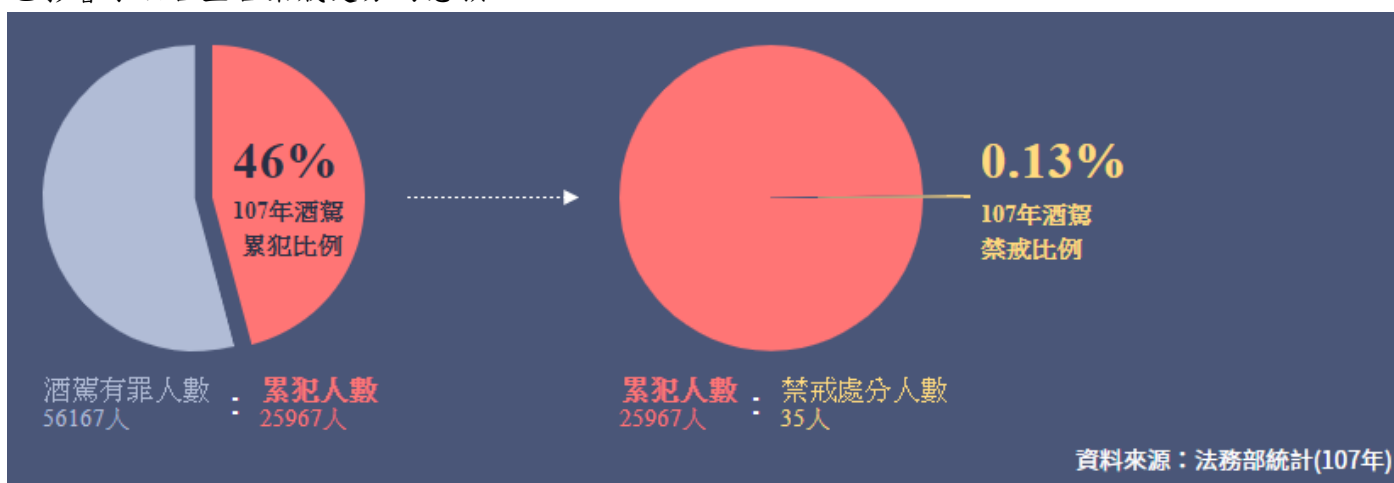 46%
107年酒駕
累犯比例
0.13%
107年酒駕
禁戒比例
酒駕有罪人數 : 累犯人數
56167人 25967人
累犯人數 : 禁戒處分人數
25967人 35人
資料來源：法務部統計(107年)